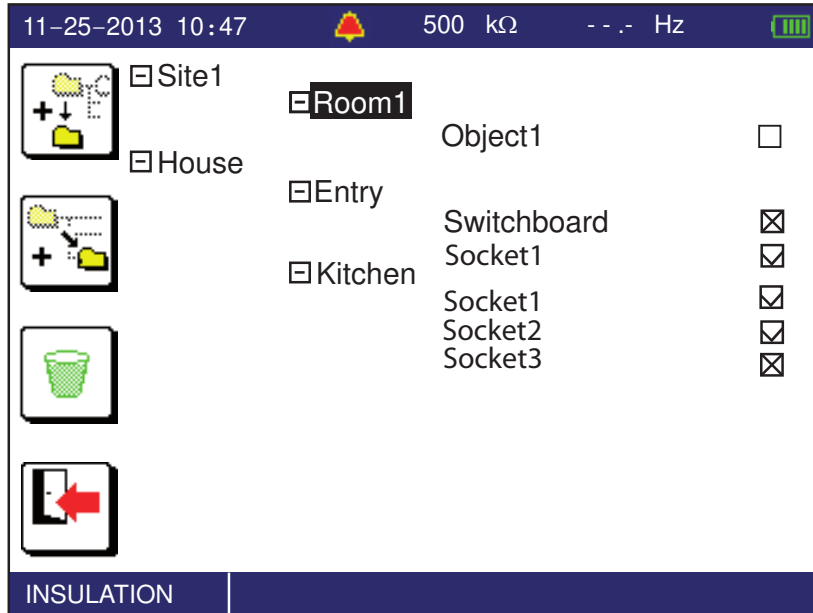 11-25-2013 10:47 500 kΩ - - .- Hz
Site1
Room1
Object1
House
Entry
Switchboard
Socket1
Kitchen
Socket1
Socket2
Socket3
INSULATION